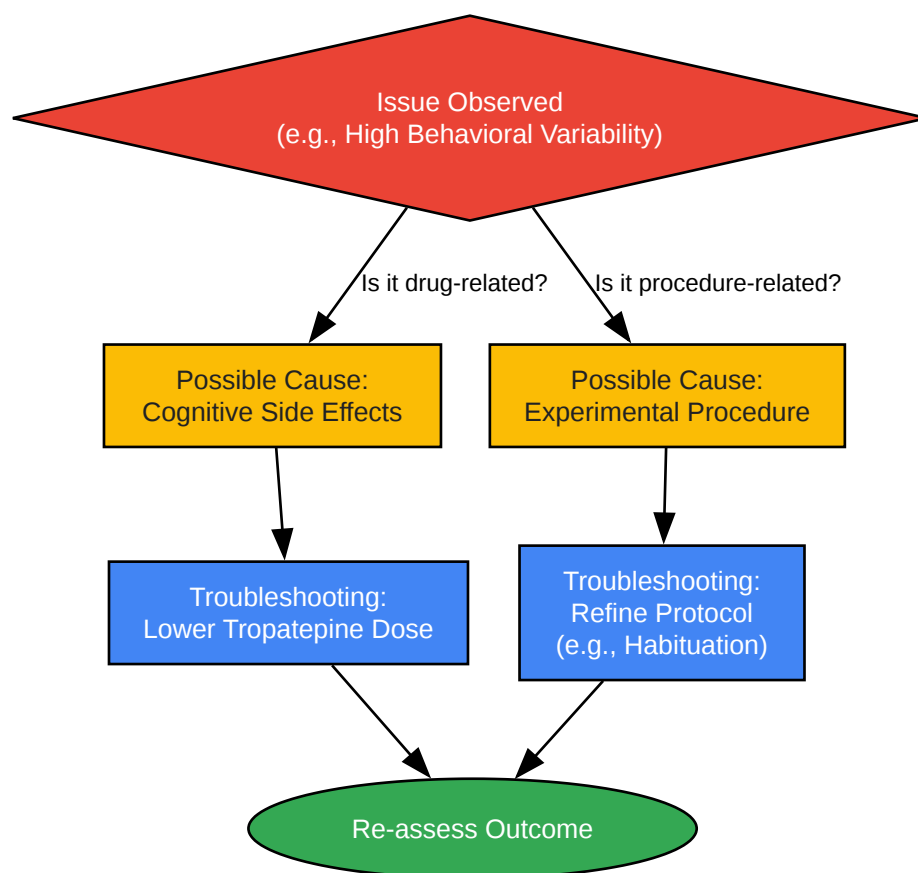 Issue Observed
(e.g., High Behavioral Variability)
Is it drug-related?
Is it procedure-related?
Possible Cause:
Cognitive Side Effects
Possible Cause:
Experimental Procedure
Troubleshooting:
Lower Tropatepine Dose
Troubleshooting:
Refine Protocol
(e.g., Habituation)
Re-assess Outcome